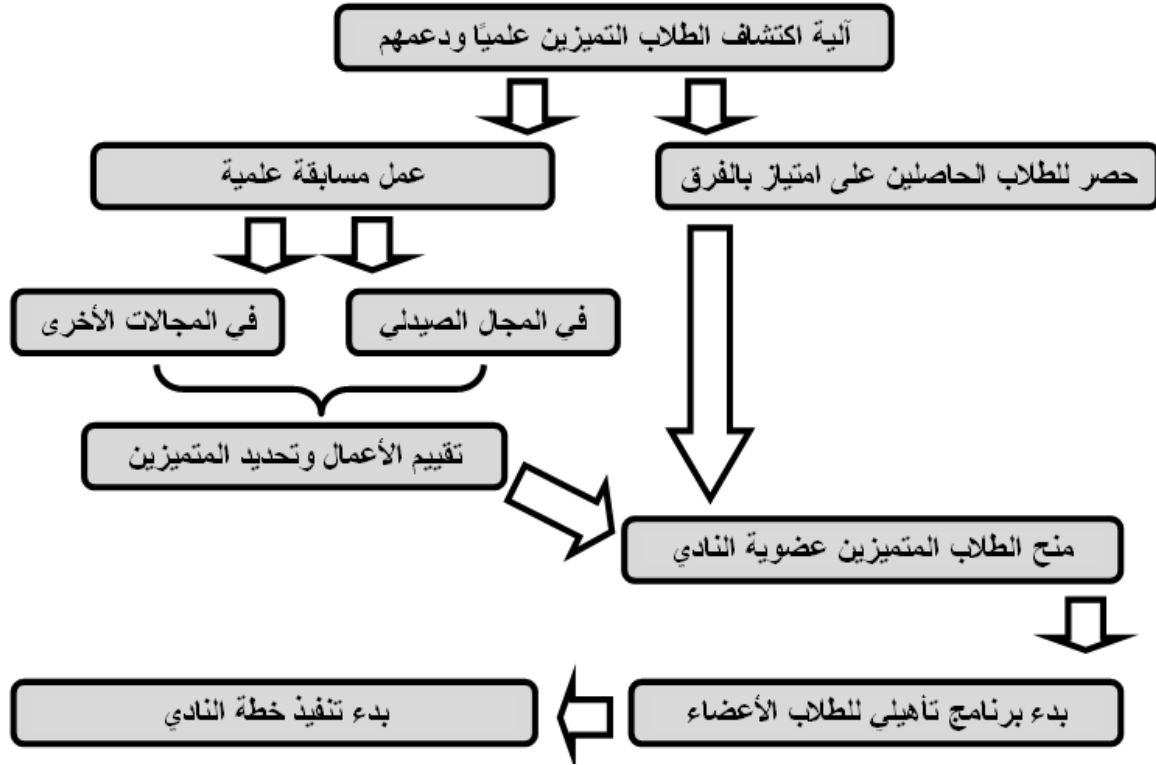 آلية اكتشاف الطلاب التميزين علميًا ودعمهم
حصر للطلاب الحاصلين على امتياز بالفرق
عمل مسابقة علمية
في المجال الصيدلي
في المجالات الأخرى
تقييم الأعمال وتحديد المتميزين
منح الطلاب المتميزين عضوية النادي
بدء برنامج تأهيلي للطلاب الأعضاء
بدء تنفيذ خطة النادي